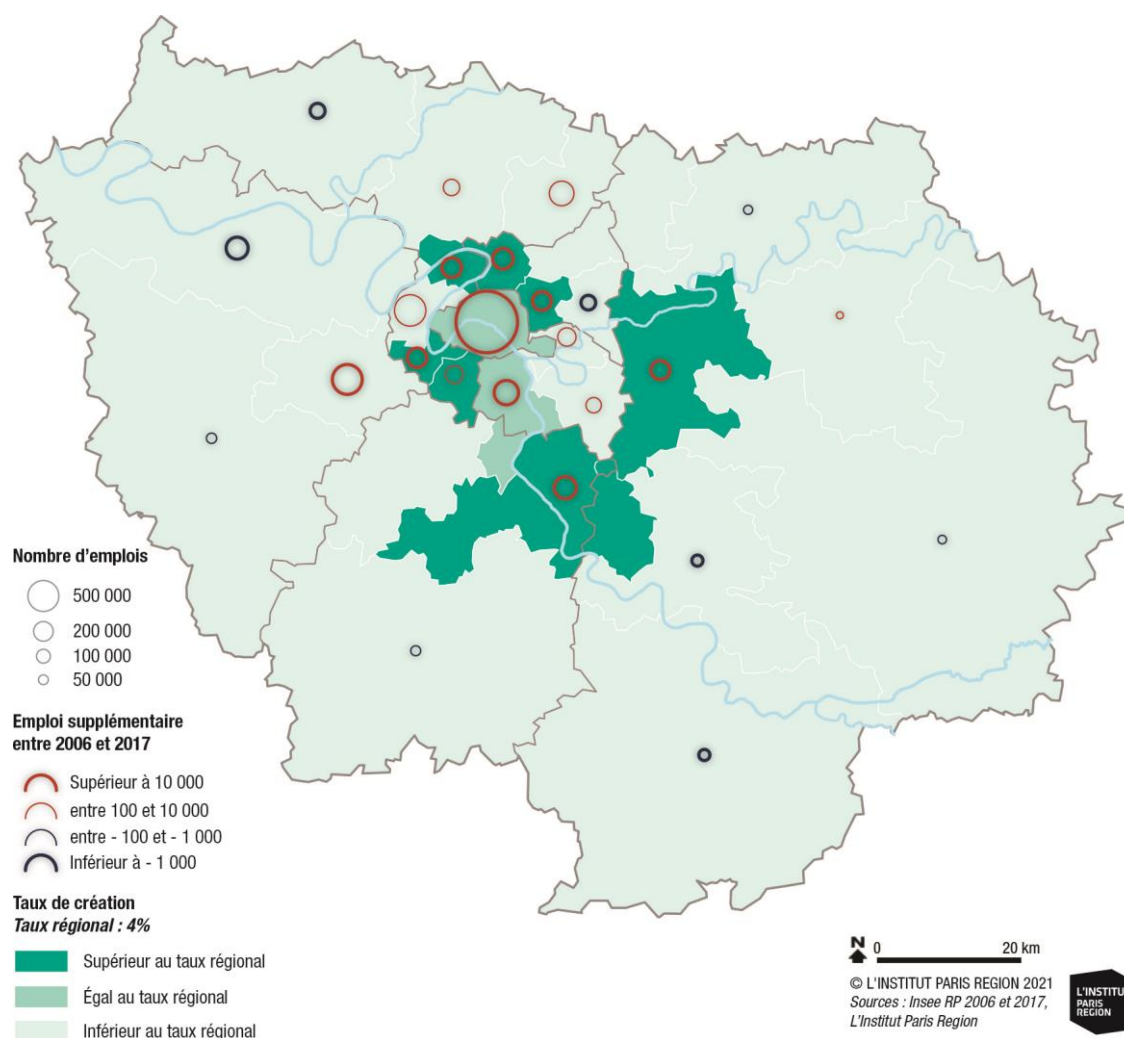 Nombre d'emplois
500 000
200 000
100 000
50 000
Emploi supplémentaire
entre 2006 et 2017
Supérieur à 10 000
entre 100 et 10 000
entre - 100 et - 1 000
Inférieur à - 1 000
Taux de création
Taux régional : 4%
Supérieur au taux régional
Égal au taux régional
Inférieur au taux régional
N 0 20 km
© L'INSTITUT PARIS REGION 2021
Sources : Insee RP 2006 et 2017,
L'Institut Paris Region
L'INSTITU
PARIS
REGION